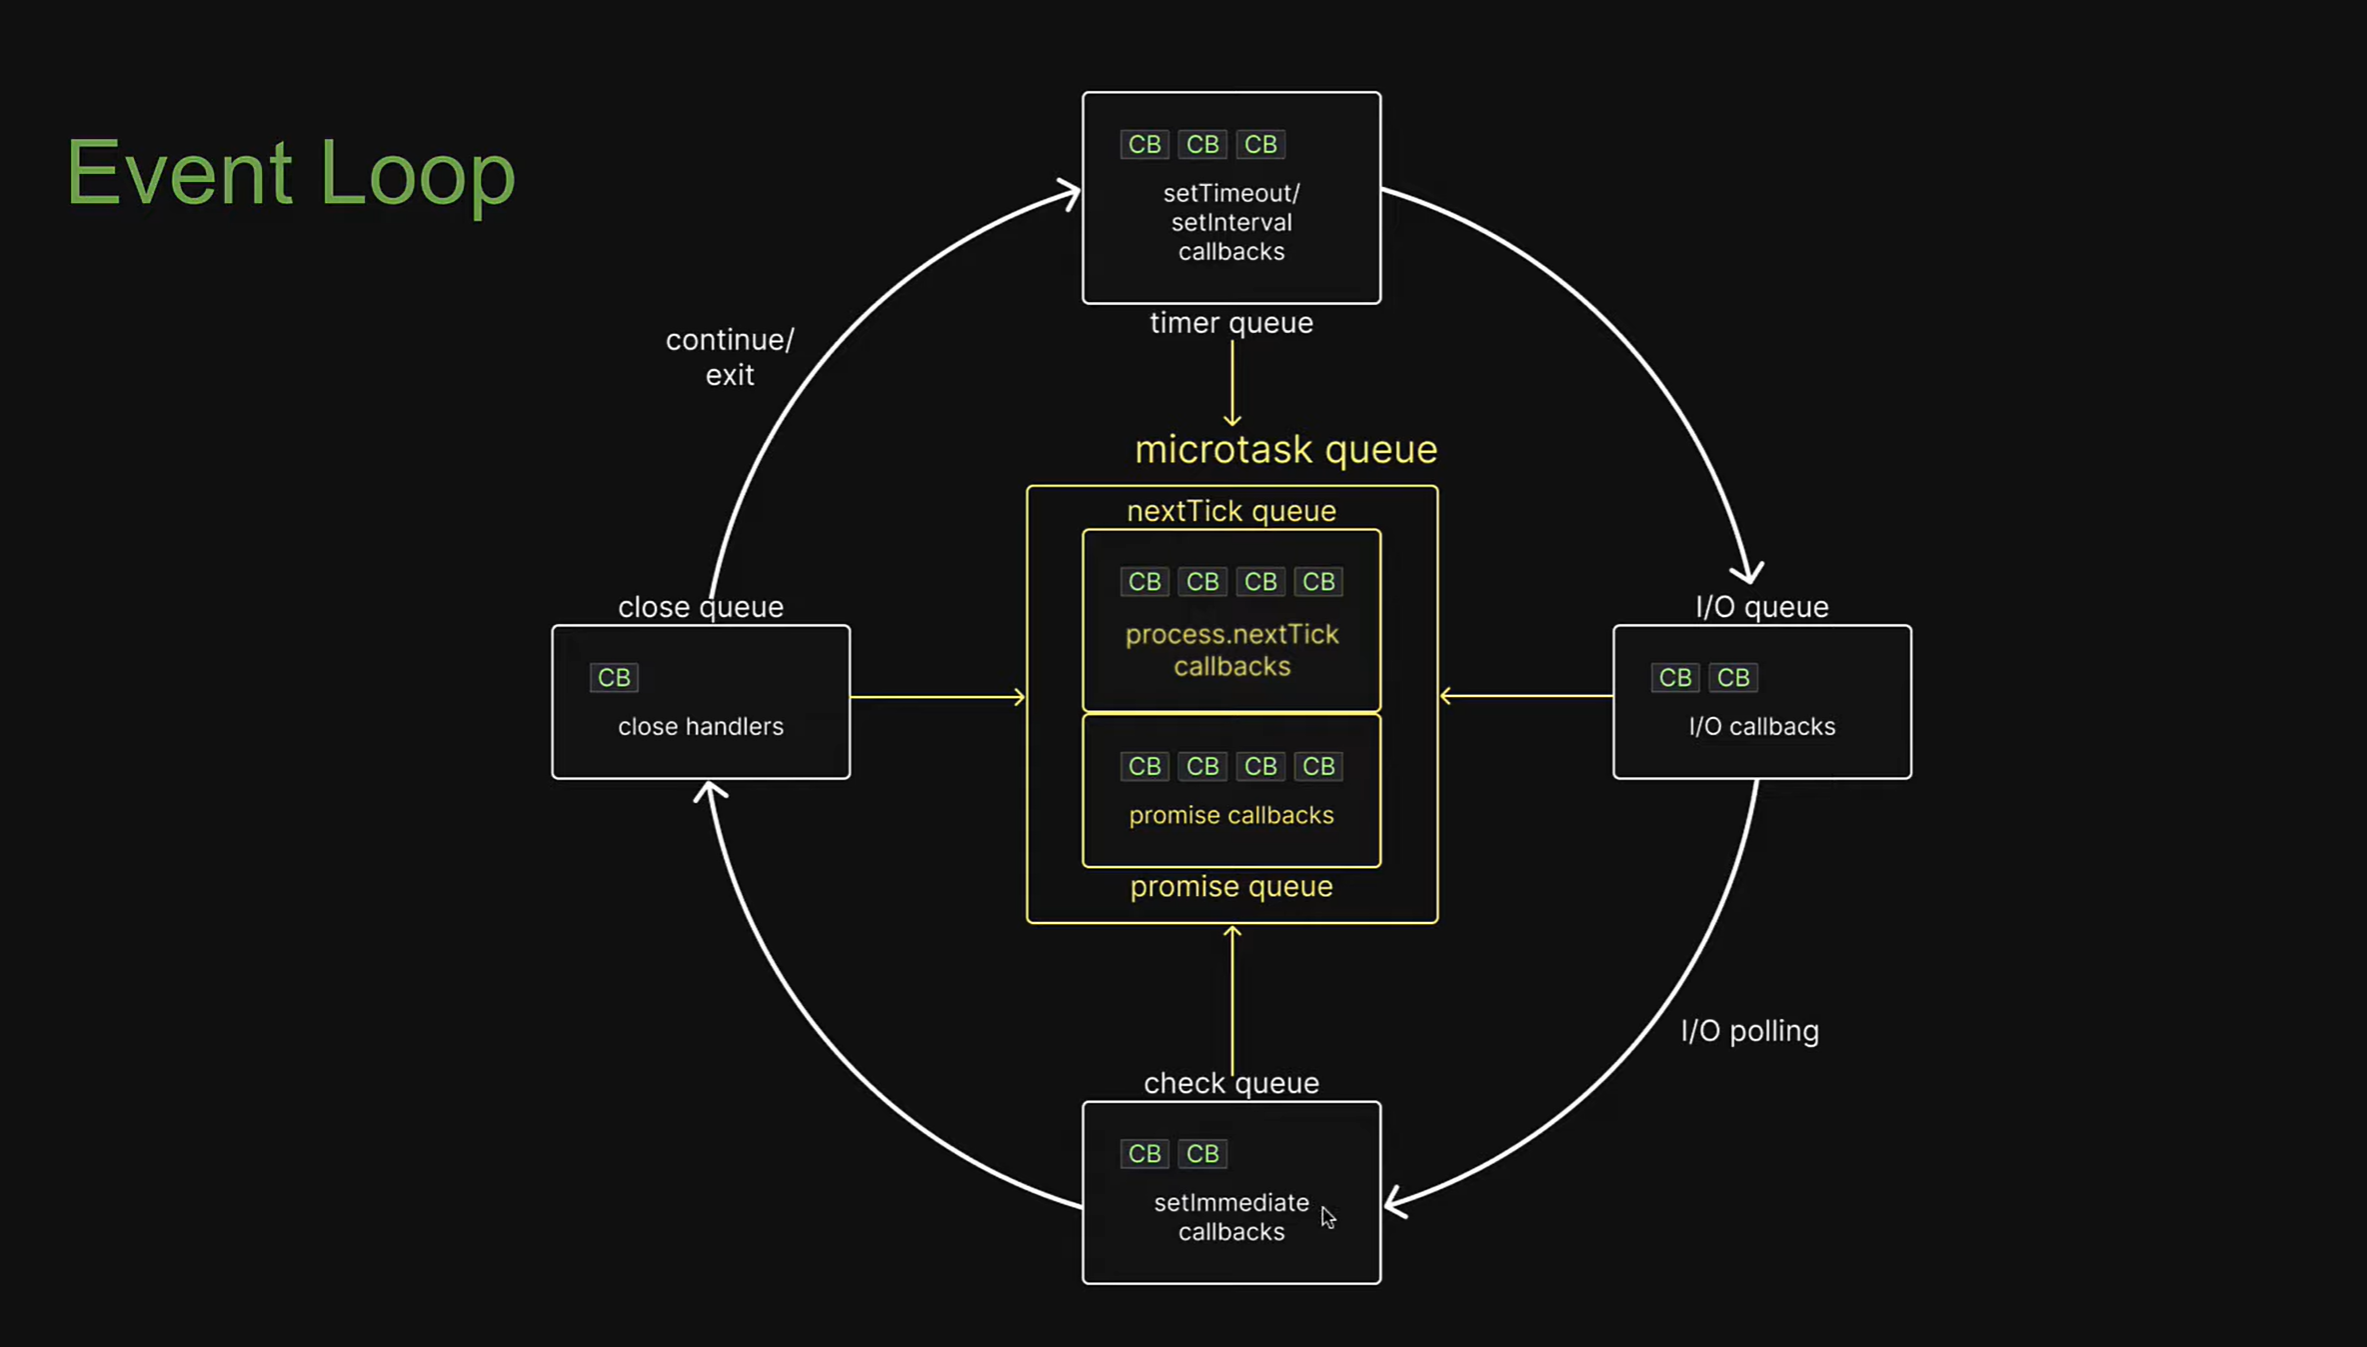 Event Loop
CB CB CB
setTimeout/
setInterval
callbacks
timer queue
continue/
exit
microtask queue
nextTick queue
CB CB CB CB
process.nextTick
callbacks
CB CB CB CB
promise callbacks
promise queue
close queue
CB
close handlers
I/O queue
CB CB
I/O callbacks
I/O polling
check queue
CB CB
setImmediate
callbacks